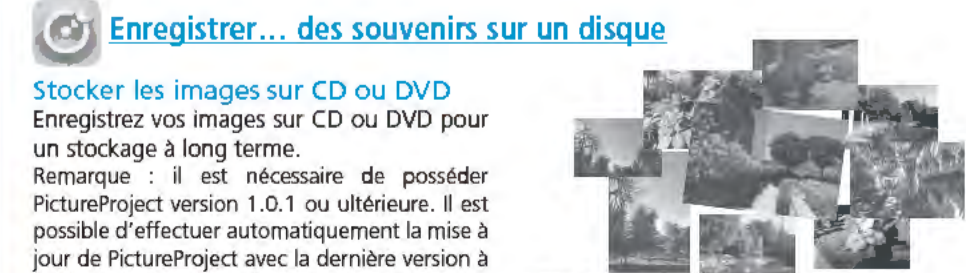 Enregistrer... des souvenirs sur un disque
Stocker les images sur CD ou DVD
Enregistrez vos images sur CD ou DVD pour
un stockage à long terme.
Remarque : il est nécessaire de posséder
PictureProject version 1.0.1 ou ultérieure. Il est
possible d'effectuer automatiquement la mise à
jour de PictureProject avec la dernière version à